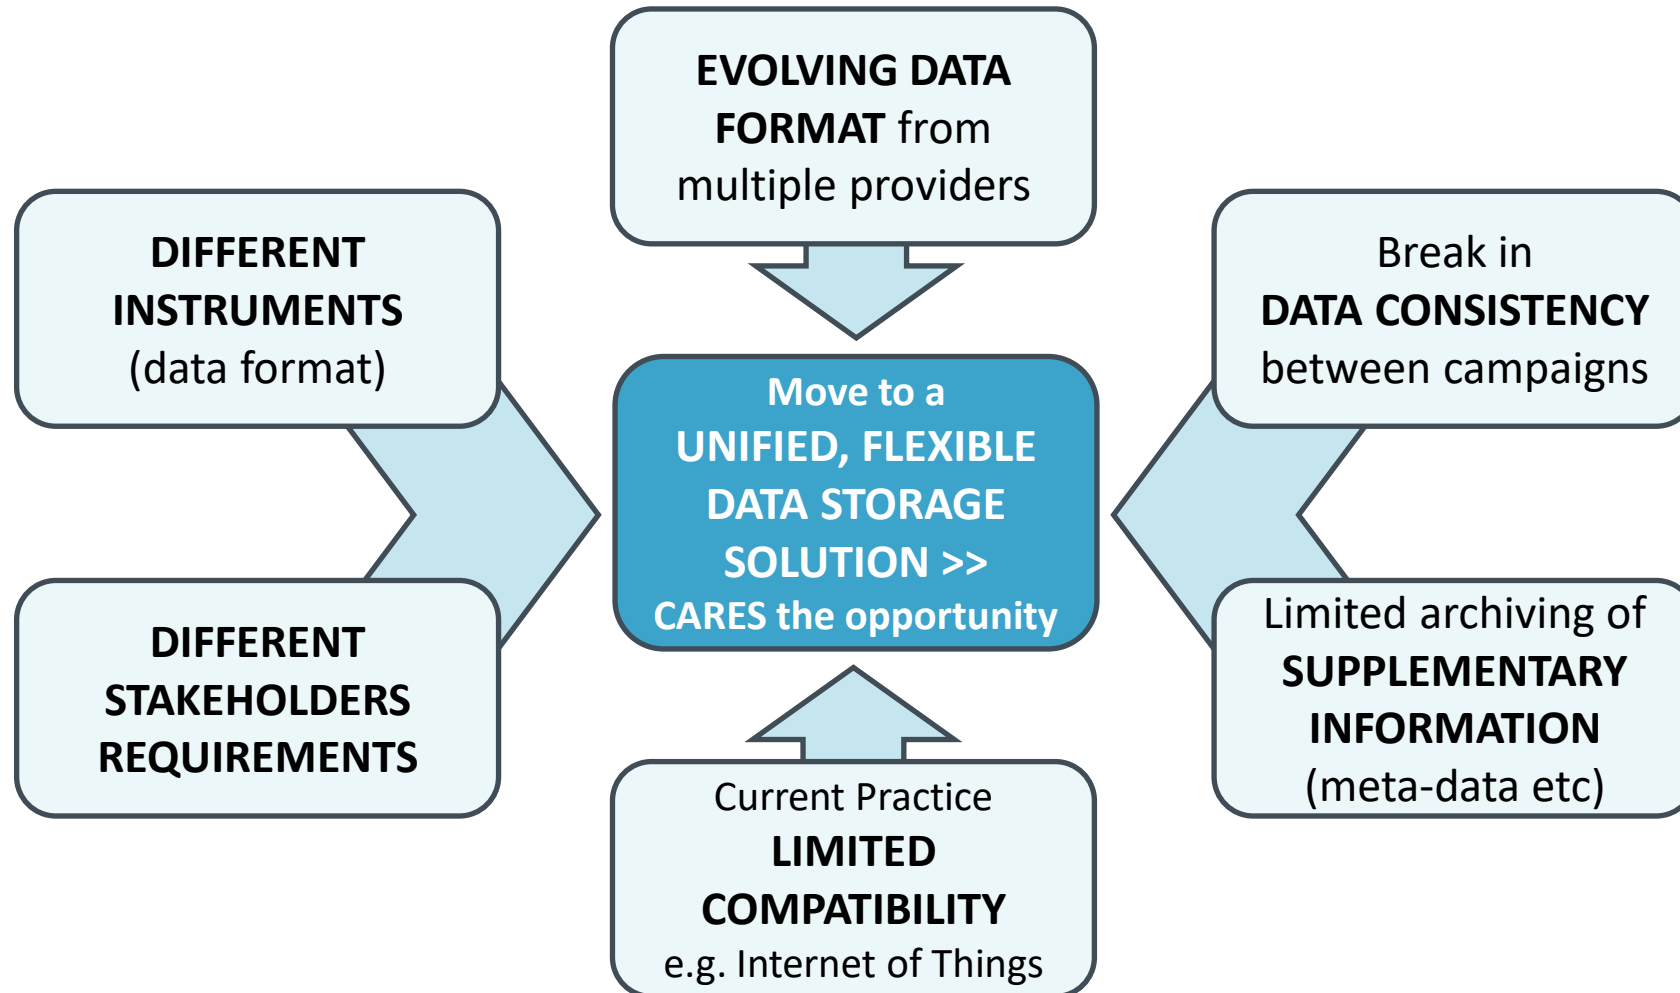 EVOLVING DATA
FORMAT from
multiple providers
DIFFERENT
INSTRUMENTS
(data format)
Break in
DATA CONSISTENCY
between campaigns
Move to a
UNIFIED, FLEXIBLE
DATA STORAGE
SOLUTION >>
CARES the opportunity
DIFFERENT
STAKEHOLDERS
REQUIREMENTS
Limited archiving of
SUPPLEMENTARY
INFORMATION
(meta-data etc)
Current Practice
LIMITED
COMPATIBILITY
e.g. Internet of Things